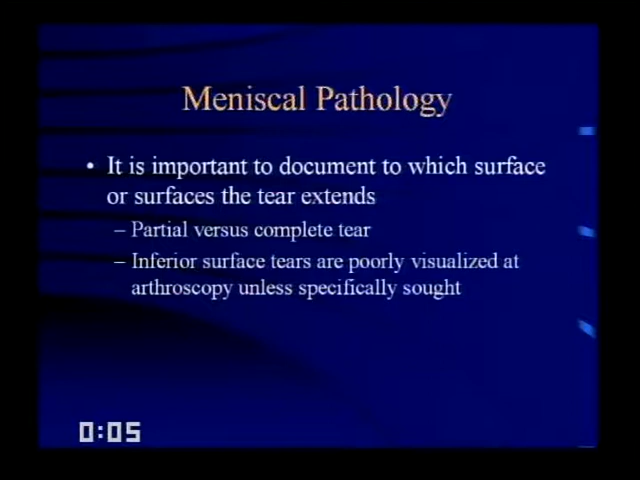 Meniscal Pathology
• It is important to document to which surface
or surfaces the tear extends
– Partial versus complete tear
– Inferior surface tears are poorly visualized at
arthroscopy unless specifically sought
0:05